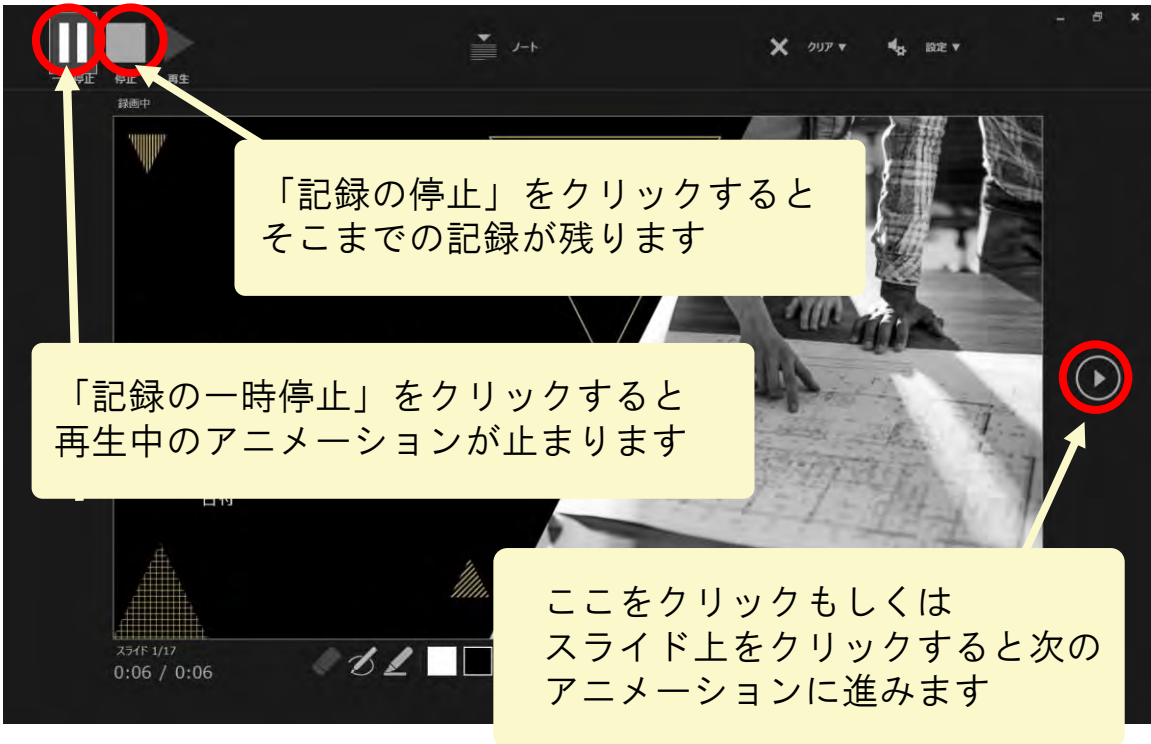 停止
再生
ノート
クリア ▼
設定 ▼
録画中
「記録の停止」をクリックすると
そこまでの記録が残ります
「記録の一時停止」をクリックすると
再生中のアニメーションが止まります
ここをクリックもしくは
スライド上をクリックすると次の
アニメーションに進みます
スライド 1/17
0:06 / 0:06